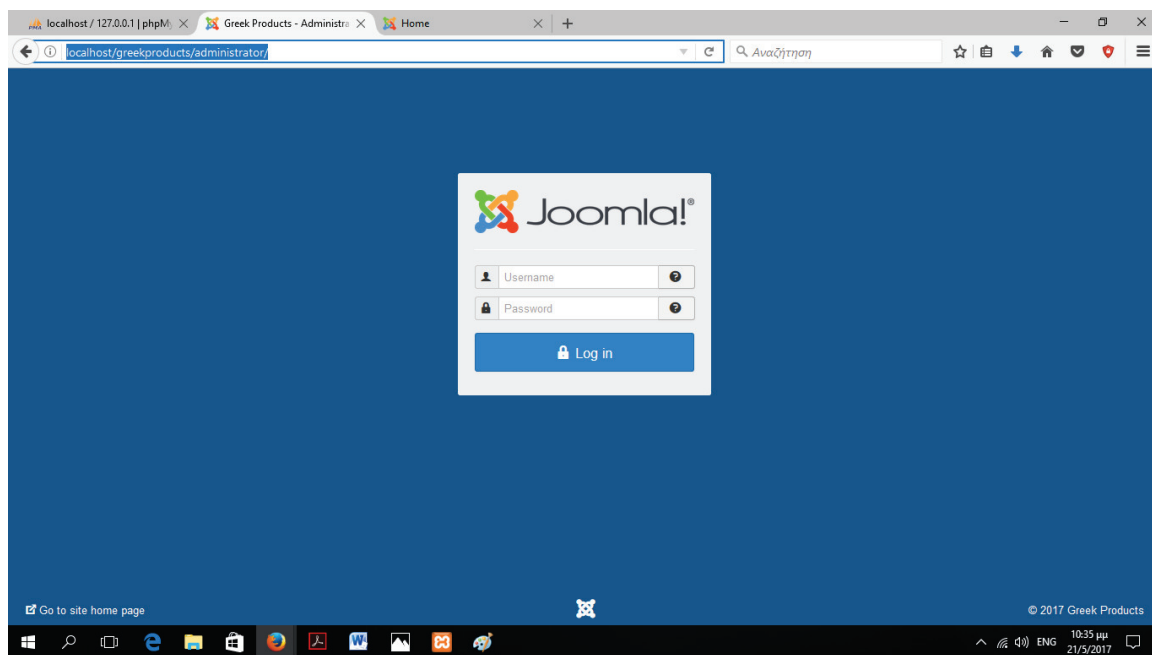 localhost / 127.0.0.1 | phpMy
Greek Products - Administra
Home
localhost/greekproducts/administrator/
Αναζήτηση
Joomla!®
Username
Password
Log in
Go to site home page
© 2017 Greek Products
ENG
10:35 μμ
21/5/2017